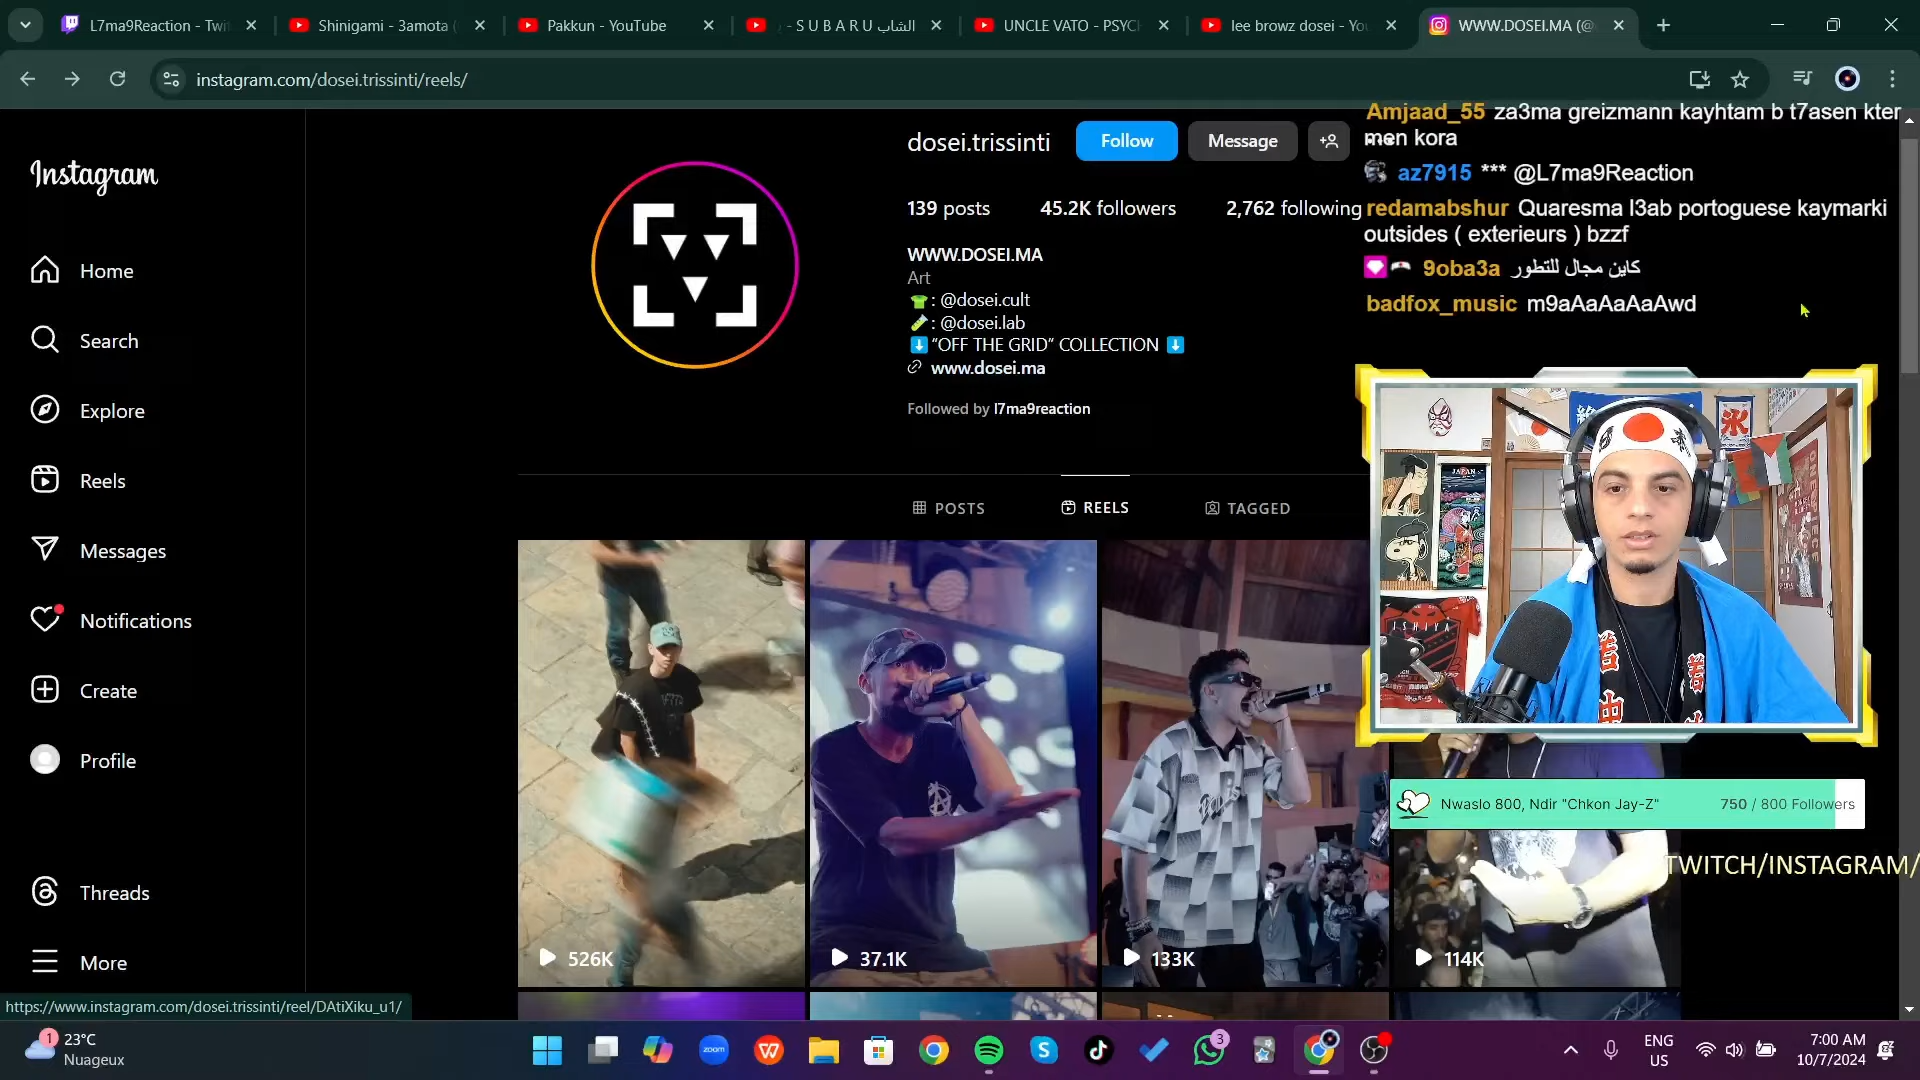 L7ma9Reaction - Twi
Shinigami - 3amota (
Pakkun - YouTube
الشاب S U B A R U -
UNCLE VATO - PSYC
lee browz dosei - Yo
WWW.DOSEI.MA (@
instagram.com/dosei.trissinti/reels/
Instagram
Home
Search
Explore
Reels
Messages
Notifications
Create
Profile
Threads
More
dosei.trissinti
Follow
Message
139 posts
45.2K followers
2,762 following
WWW.DOSEI.MA
Art
: @dosei.cult
: @dosei.lab
“OFF THE GRID” COLLECTION
www.dosei.ma
Followed by l7ma9reaction
POSTS
REELS
TAGGED
526K
37.1K
133K
114K
Amjaad_55 za3ma greizmann kayhtam b t7asen kter
men kora
az7915 *** @L7ma9Reaction
redamabshur Quaresma l3ab portoguese kaymarki
outsides ( exterieurs ) bzzf
9oba3a كاين مجال للتطور
badfox_music m9aAaAaAaAwd
JAPAN
Nwaslo 800, Ndir "Chkon Jay-Z"
750 / 800 Followers
TWITCH/INSTAGRAM/
https://www.instagram.com/dosei.trissinti/reel/DAtiXiku_u1/
1
23°C
Nuageux
zoom
3
ENG
US
7:00 AM
10/7/2024